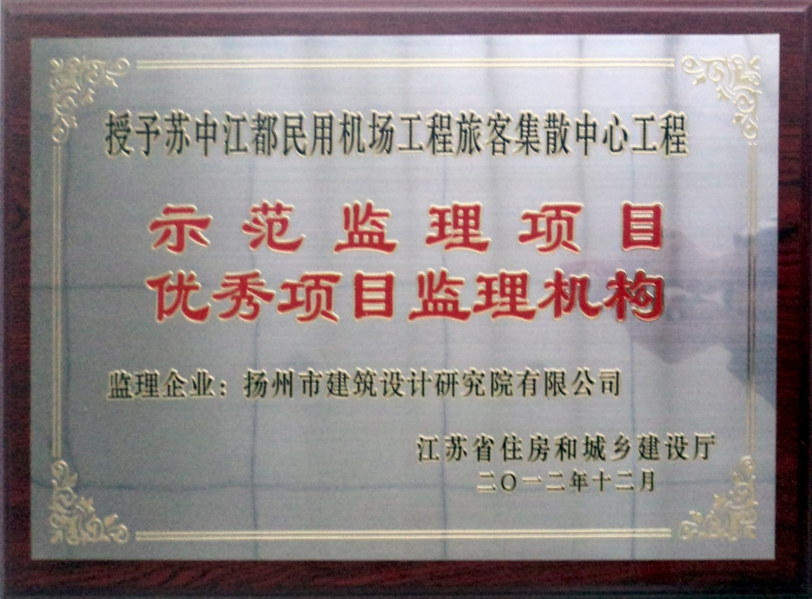 授予苏中江都民用机场工程旅客集散中心工程
示范监理项目
优秀项目监理机构
监理企业：扬州市建筑设计研究院有限公司
江苏省住房和城乡建设厅
二〇一二年十二月